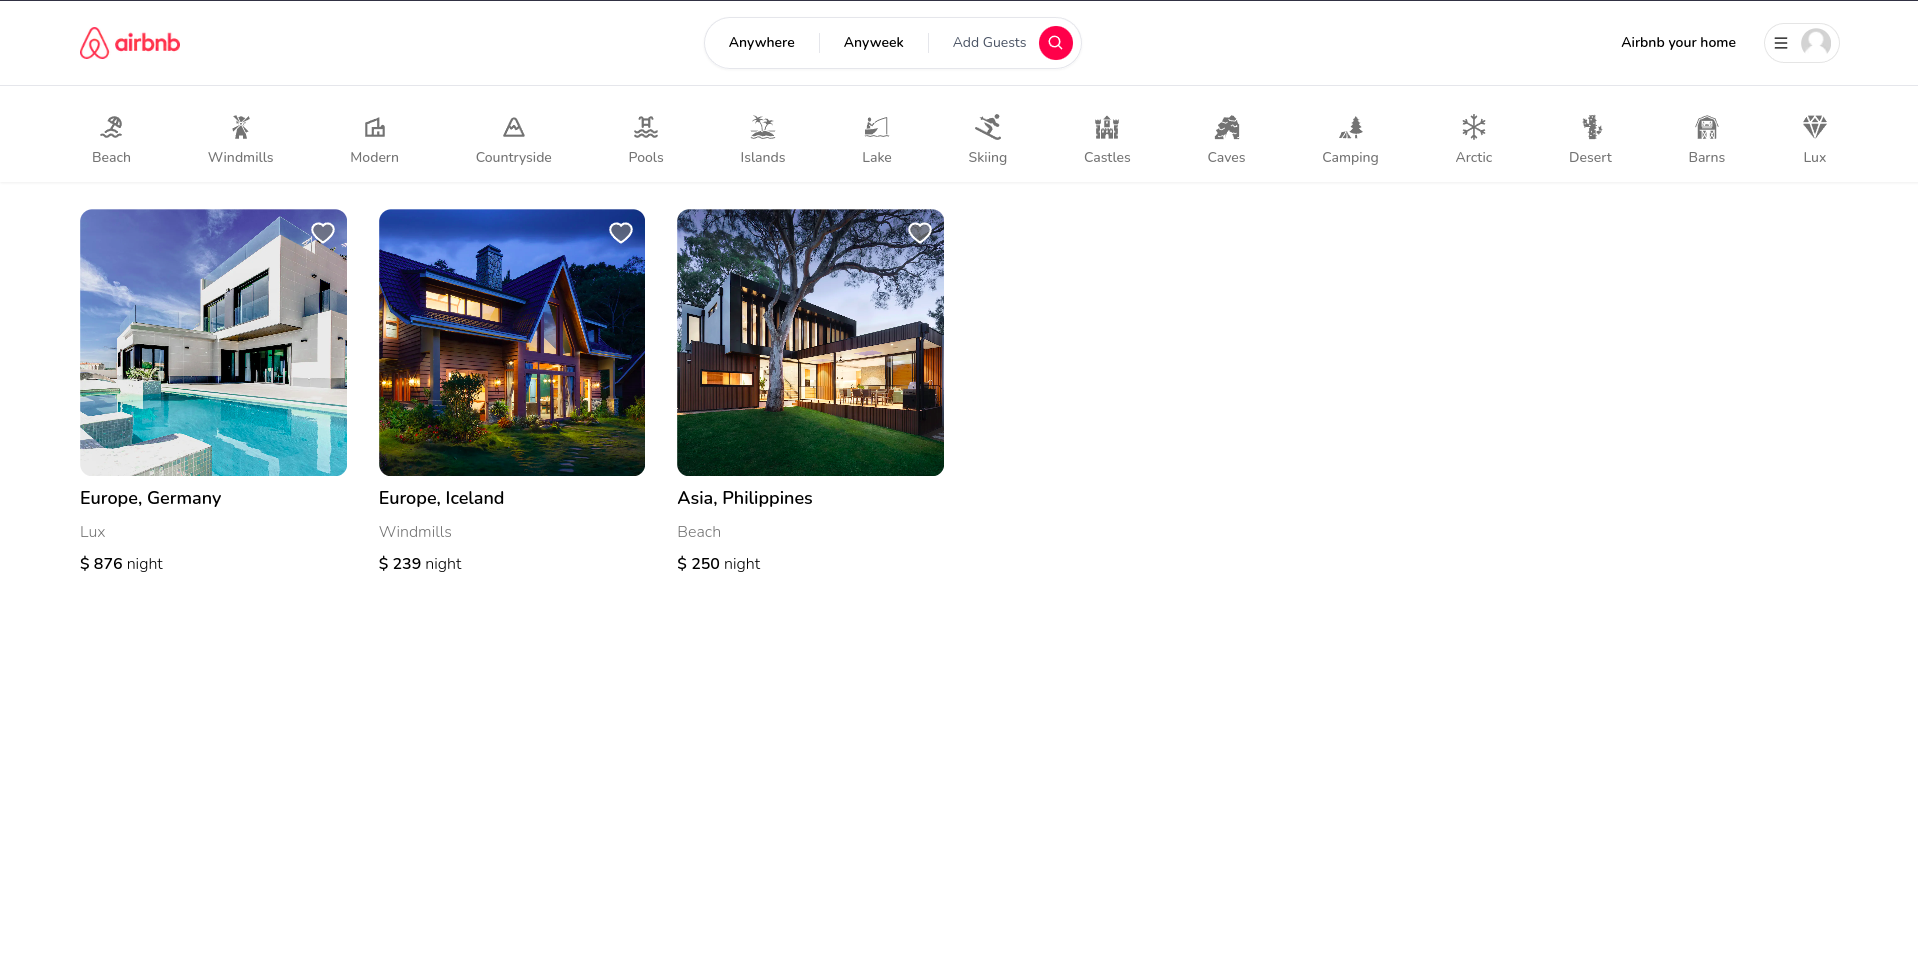 airbnb
Anywhere
Anyweek
Add Guests
Airbnb your home
Beach
Windmills
Modern
Countryside
Pools
Islands
Lake
Skiing
Castles
Caves
Camping
Arctic
Desert
Barns
Lux
Europe, Germany
Lux
$ 876 night
Europe, Iceland
Windmills
$ 239 night
Asia, Philippines
Beach
$ 250 night